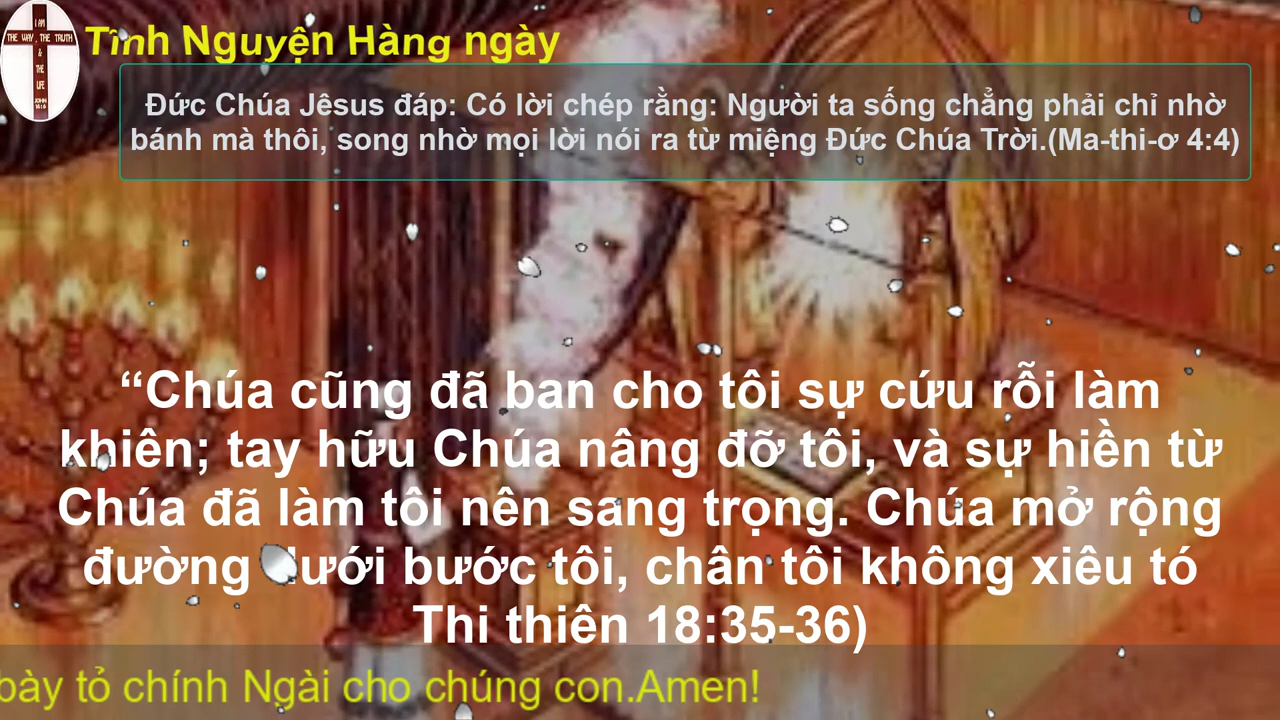 I AM
THE WAY, THE TRUTH
&
THE
LIFE
JOHN
14:6
Tĩnh Nguyện Hàng ngày
Đức Chúa Jêsus đáp: Có lời chép rằng: Người ta sống chẳng phải chỉ nhờ
bánh mà thôi, song nhờ mọi lời nói ra từ miệng Đức Chúa Trời.(Ma-thi-ơ 4:4)
“Chúa cũng đã ban cho tôi sự cứu rỗi làm
khiên; tay hữu Chúa nâng đỡ tôi, và sự hiền từ
Chúa đã làm tôi nên sang trọng. Chúa mở rộng
đường dưới bước tôi, chân tôi không xiêu tó
Thi thiên 18:35-36)
bày tỏ chính Ngài cho chúng con.Amen!